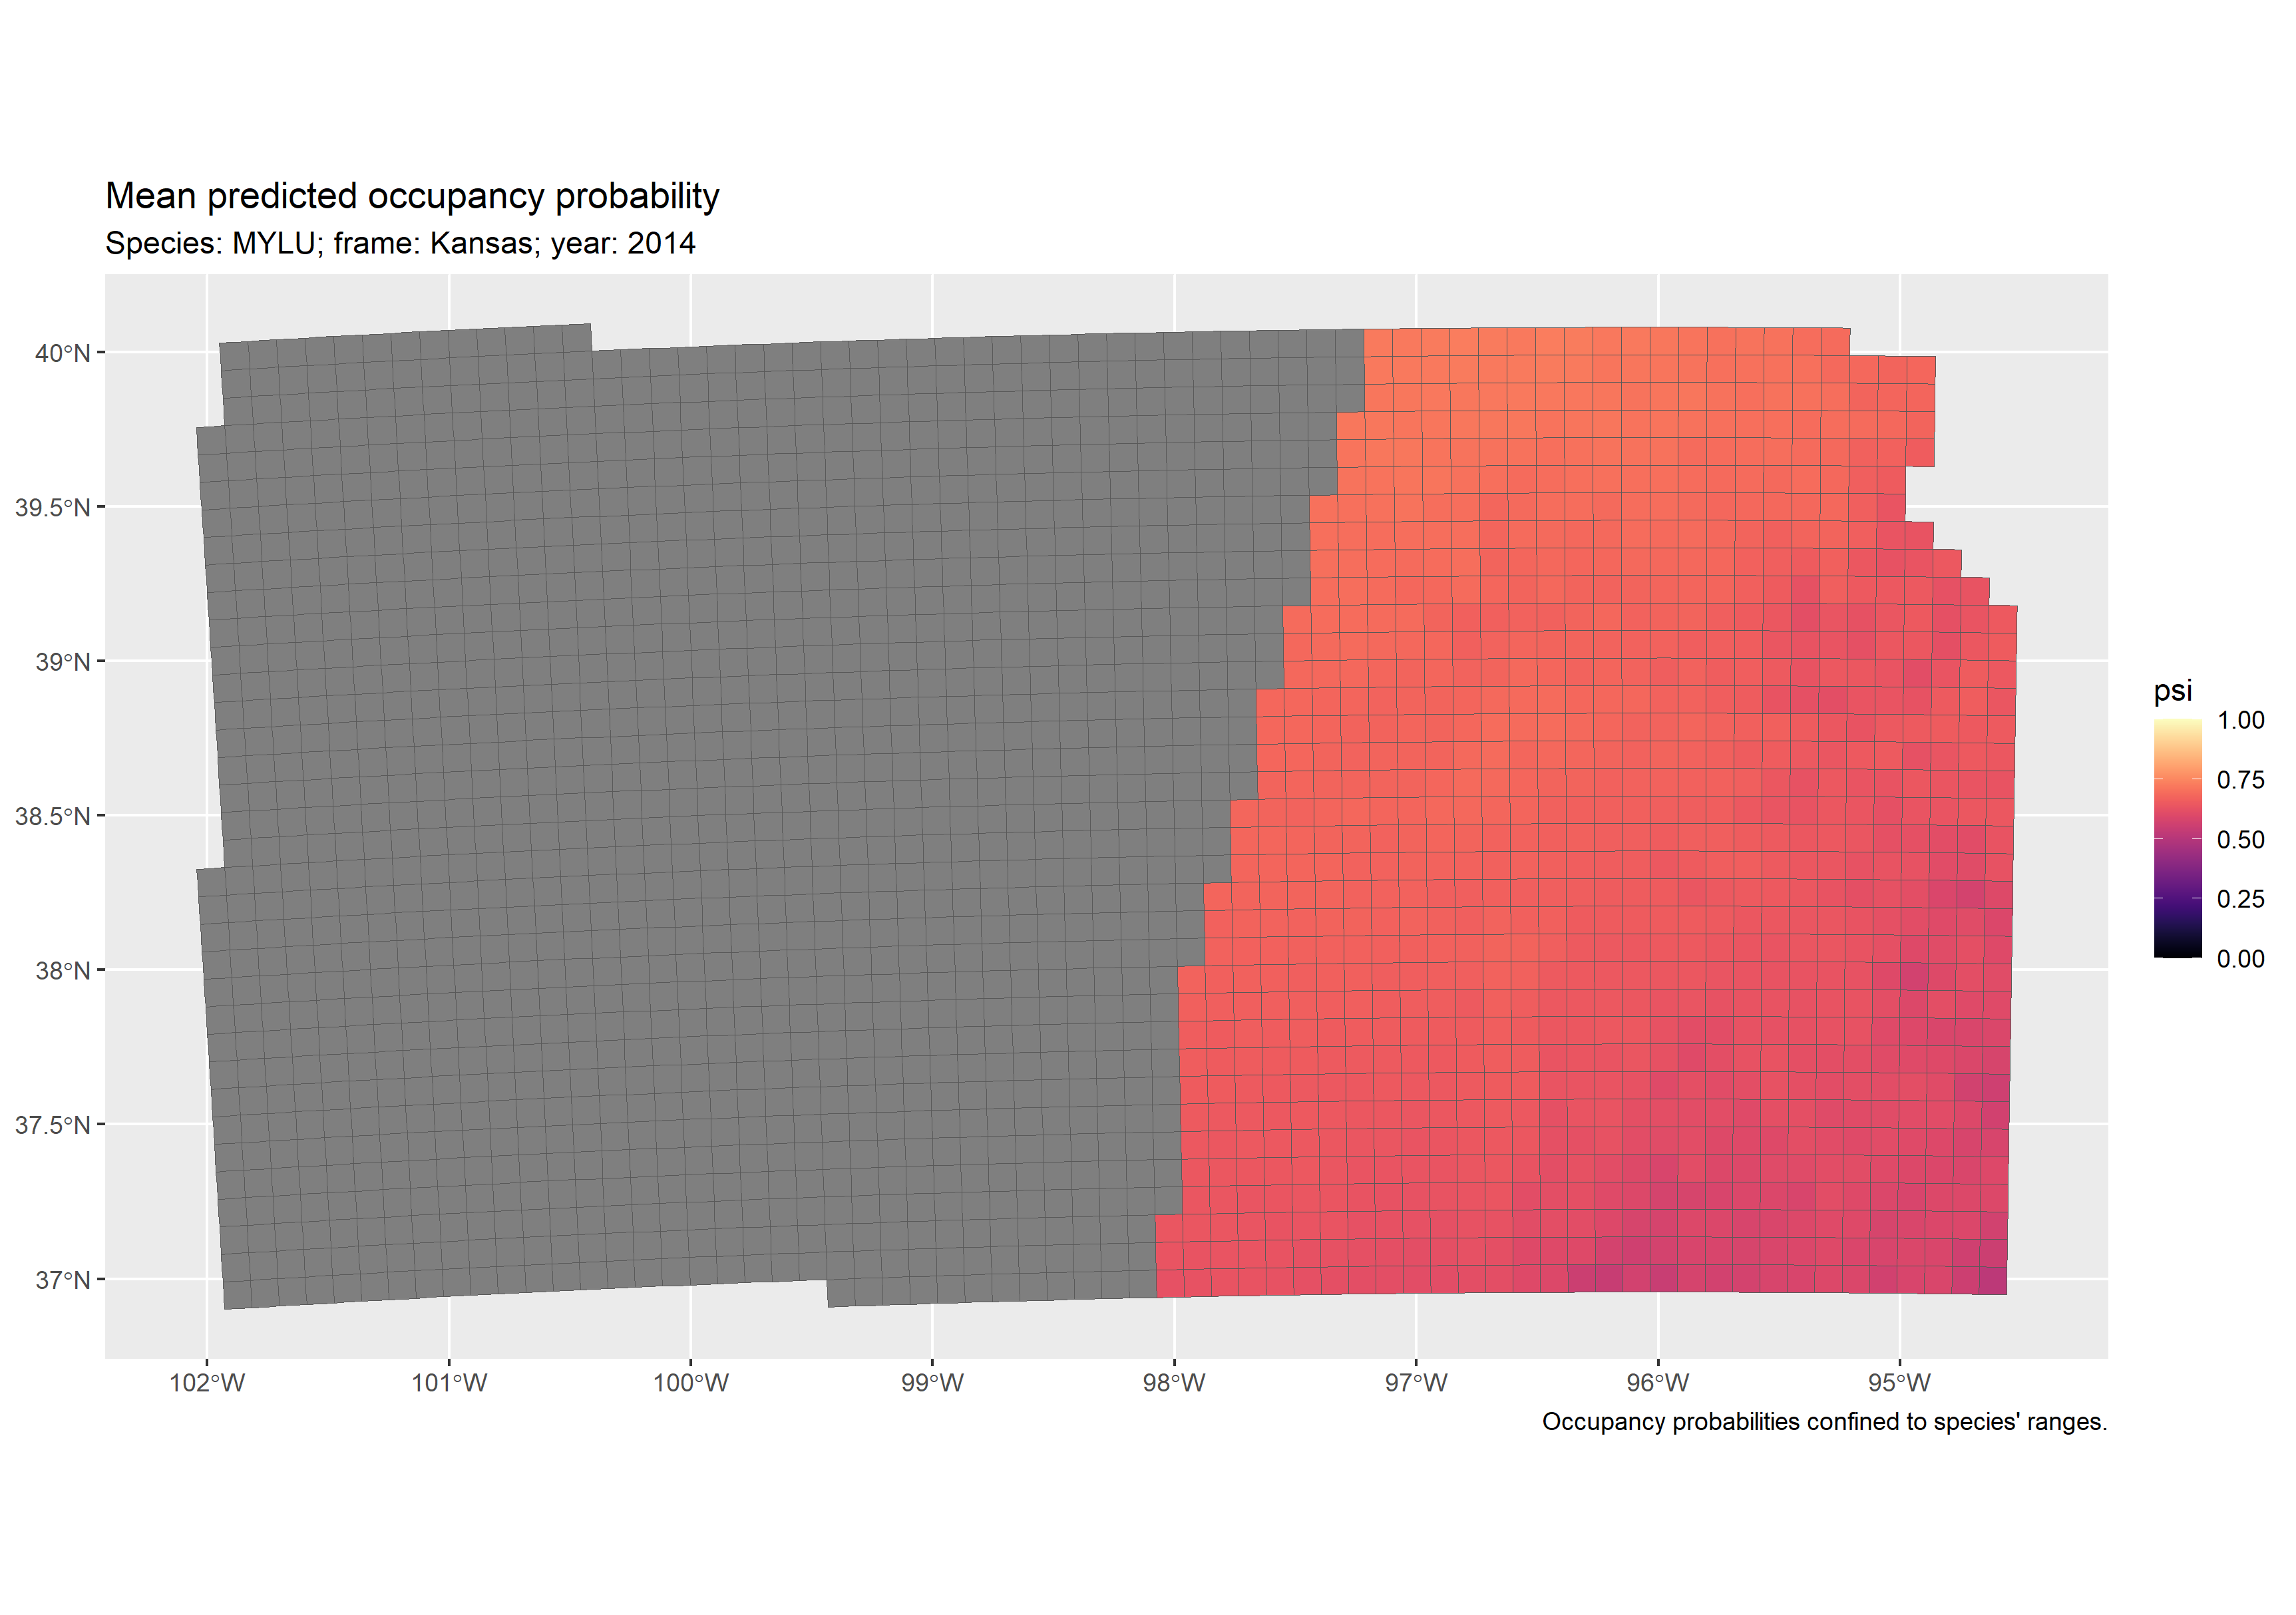 Mean predicted occupancy probability
Species: MYLU; frame: Kansas; year: 2014
40°N
39.5°N
39°N
38.5°N
38°N
37.5°N
37°N
102°W 101°W 100°W 99°W 98°W 97°W 96°W 95°W
psi
1.00
0.75
0.50
0.25
0.00
Occupancy probabilities confined to species' ranges.